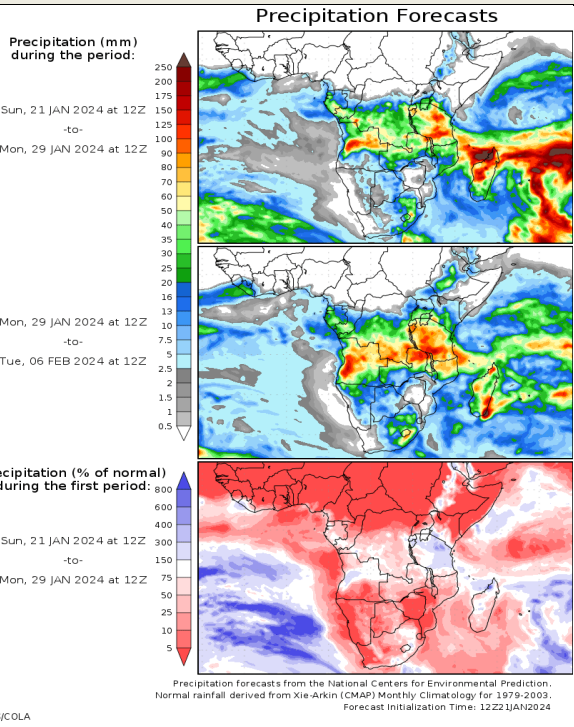 Precipitation Forecasts
Precipitation (mm)
during the period:
Sun, 21 JAN 2024 at 12Z
-to-
Mon, 29 JAN 2024 at 12Z
250
200
175
150
125
100
90
80
70
60
50
40
35
30
25
20
16
13
10
7.5
5
2.5
2
1.5
1
0.5
Mon, 29 JAN 2024 at 12Z
-to-
Tue, 06 FEB 2024 at 12Z
ecipitation (% of normal)
during the first period:
Sun, 21 JAN 2024 at 12Z
-to-
Mon, 29 JAN 2024 at 12Z
800
600
400
300
150
75
50
25
10
5
Precipitation forecasts from the National Centers for Environmental Prediction.
Normal rainfall derived from Xie-Arkin (CMAP) Monthly Climatology for 1979-2003.
Forecast Initialization Time: 12Z21JAN2024
/COLA